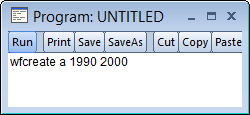 Program: UNTITLED
Run Print Save SaveAs Cut Copy Paste
wfcreate a 1990 2000